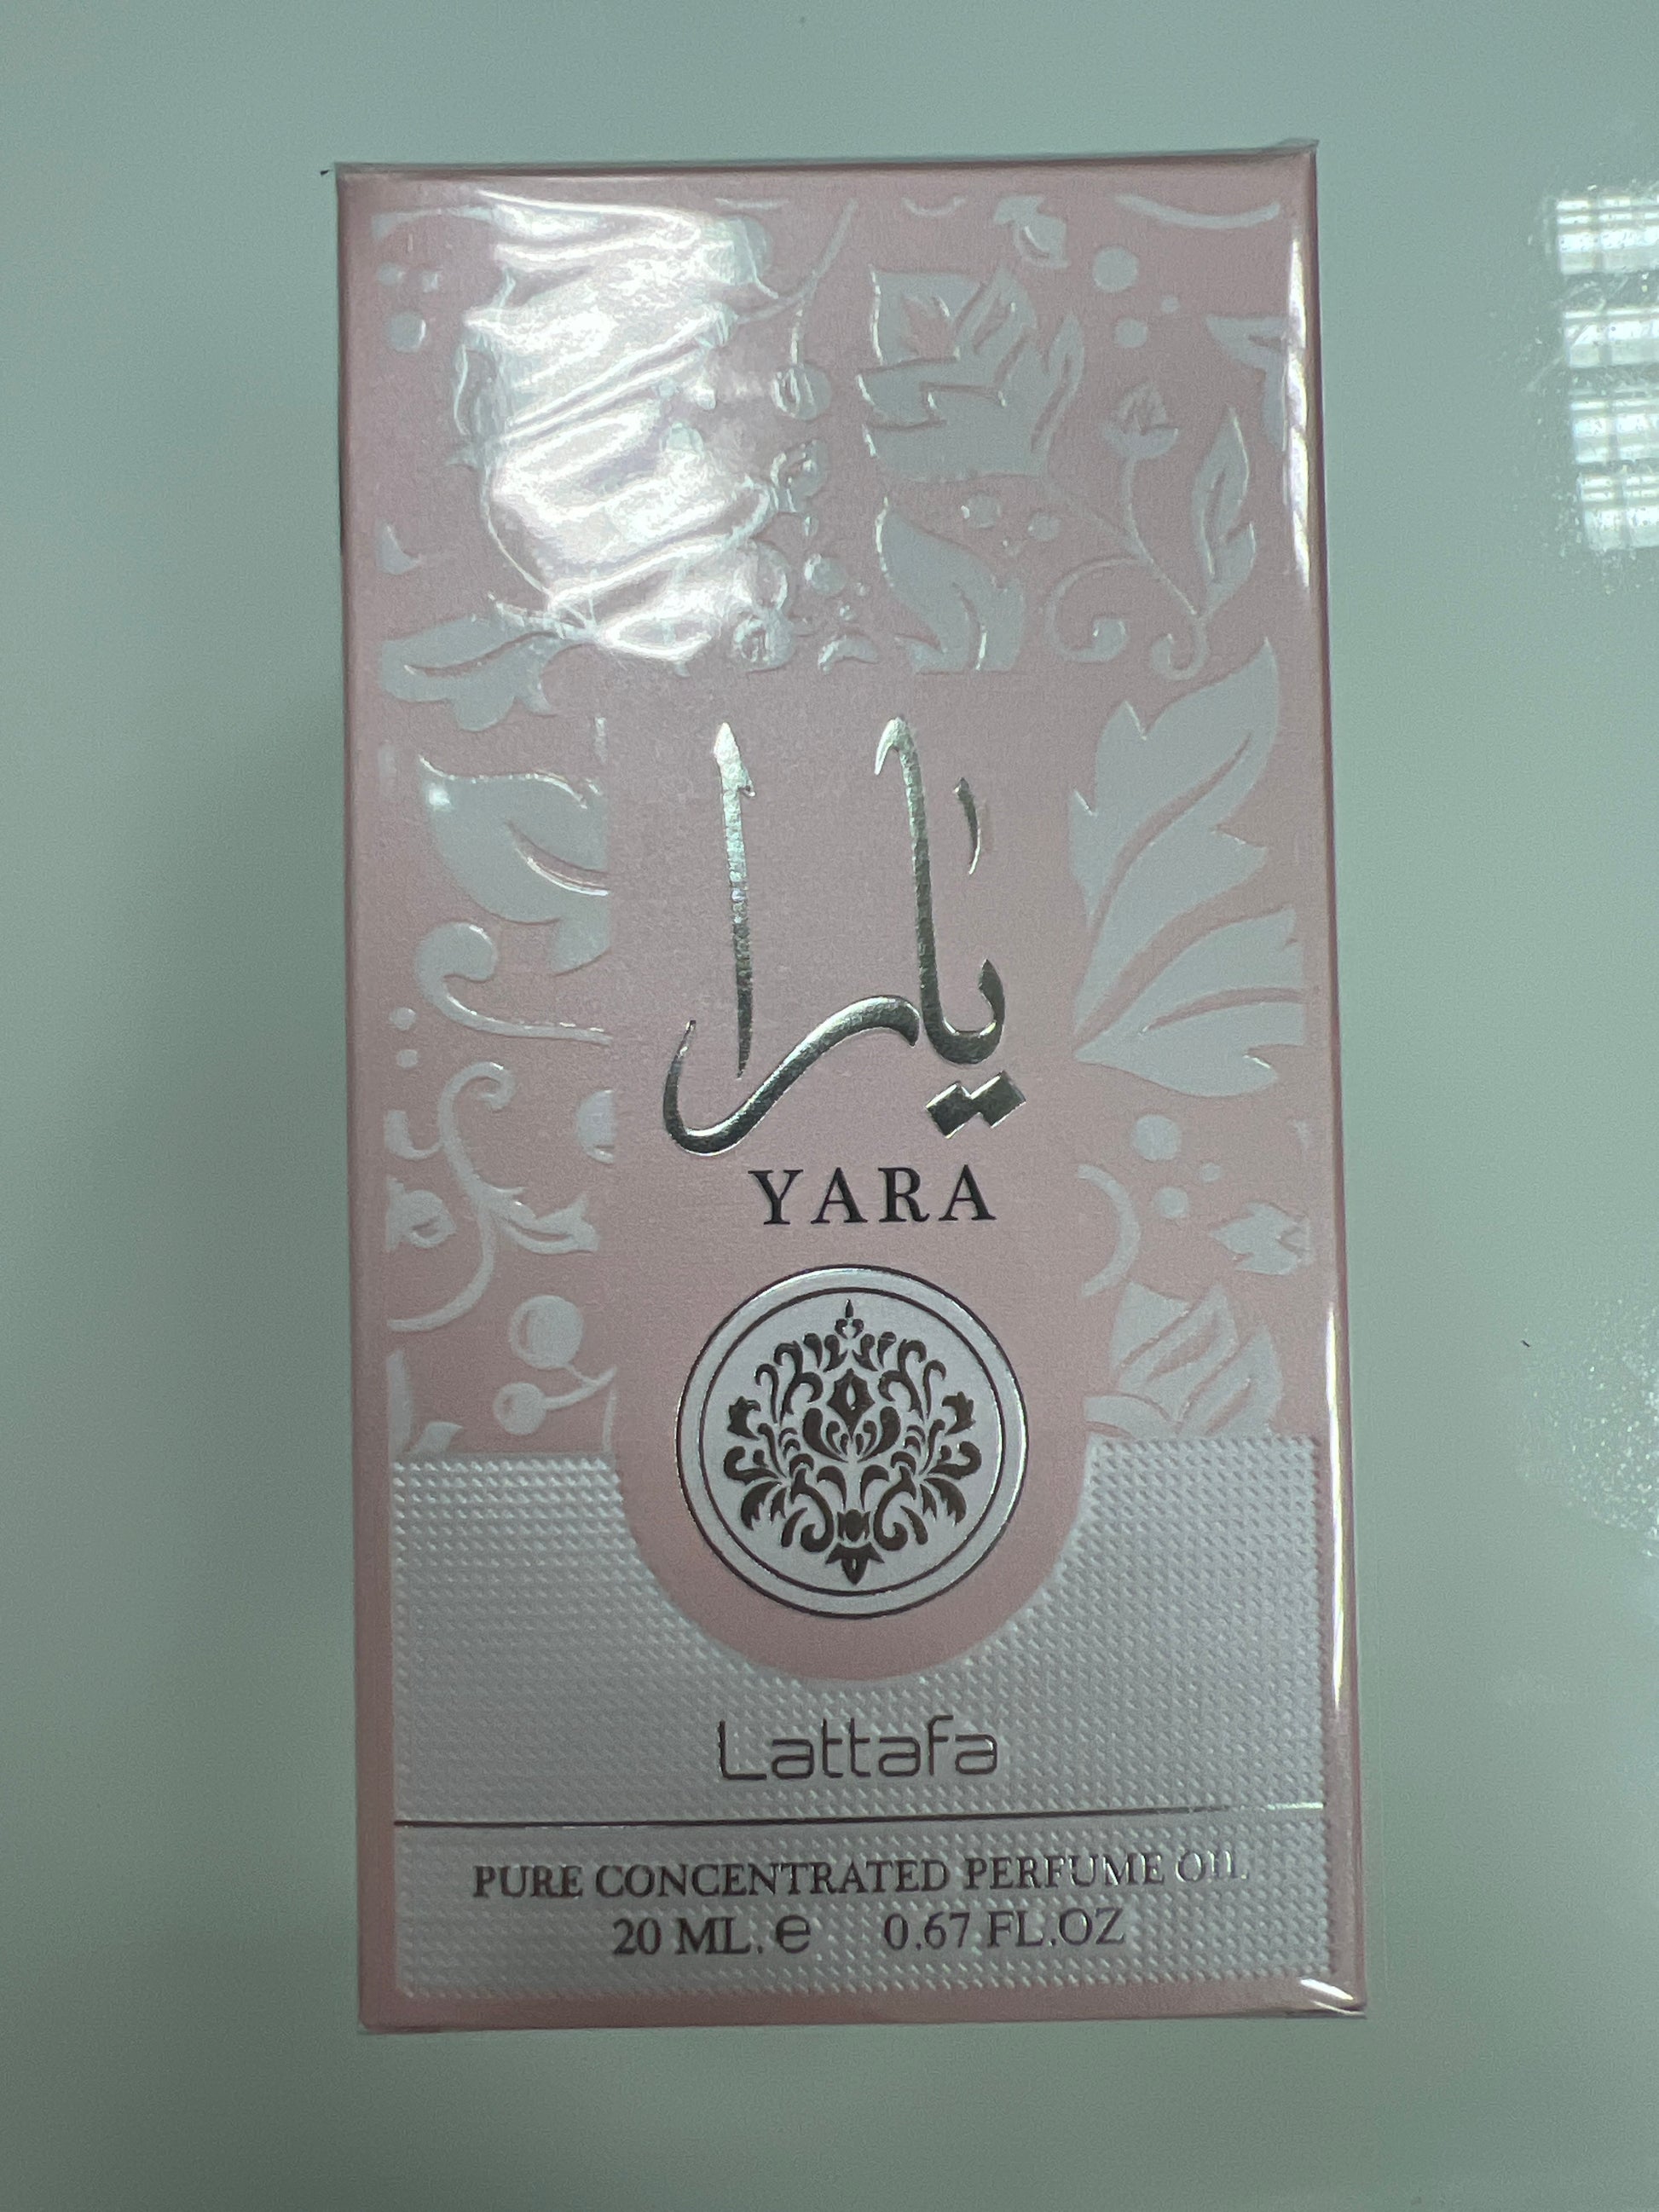 يارا
YARA
Lattafa
PURE CONCENTRATED PERFUME OIL
20 ML. ℮ 0.67 FL.OZ